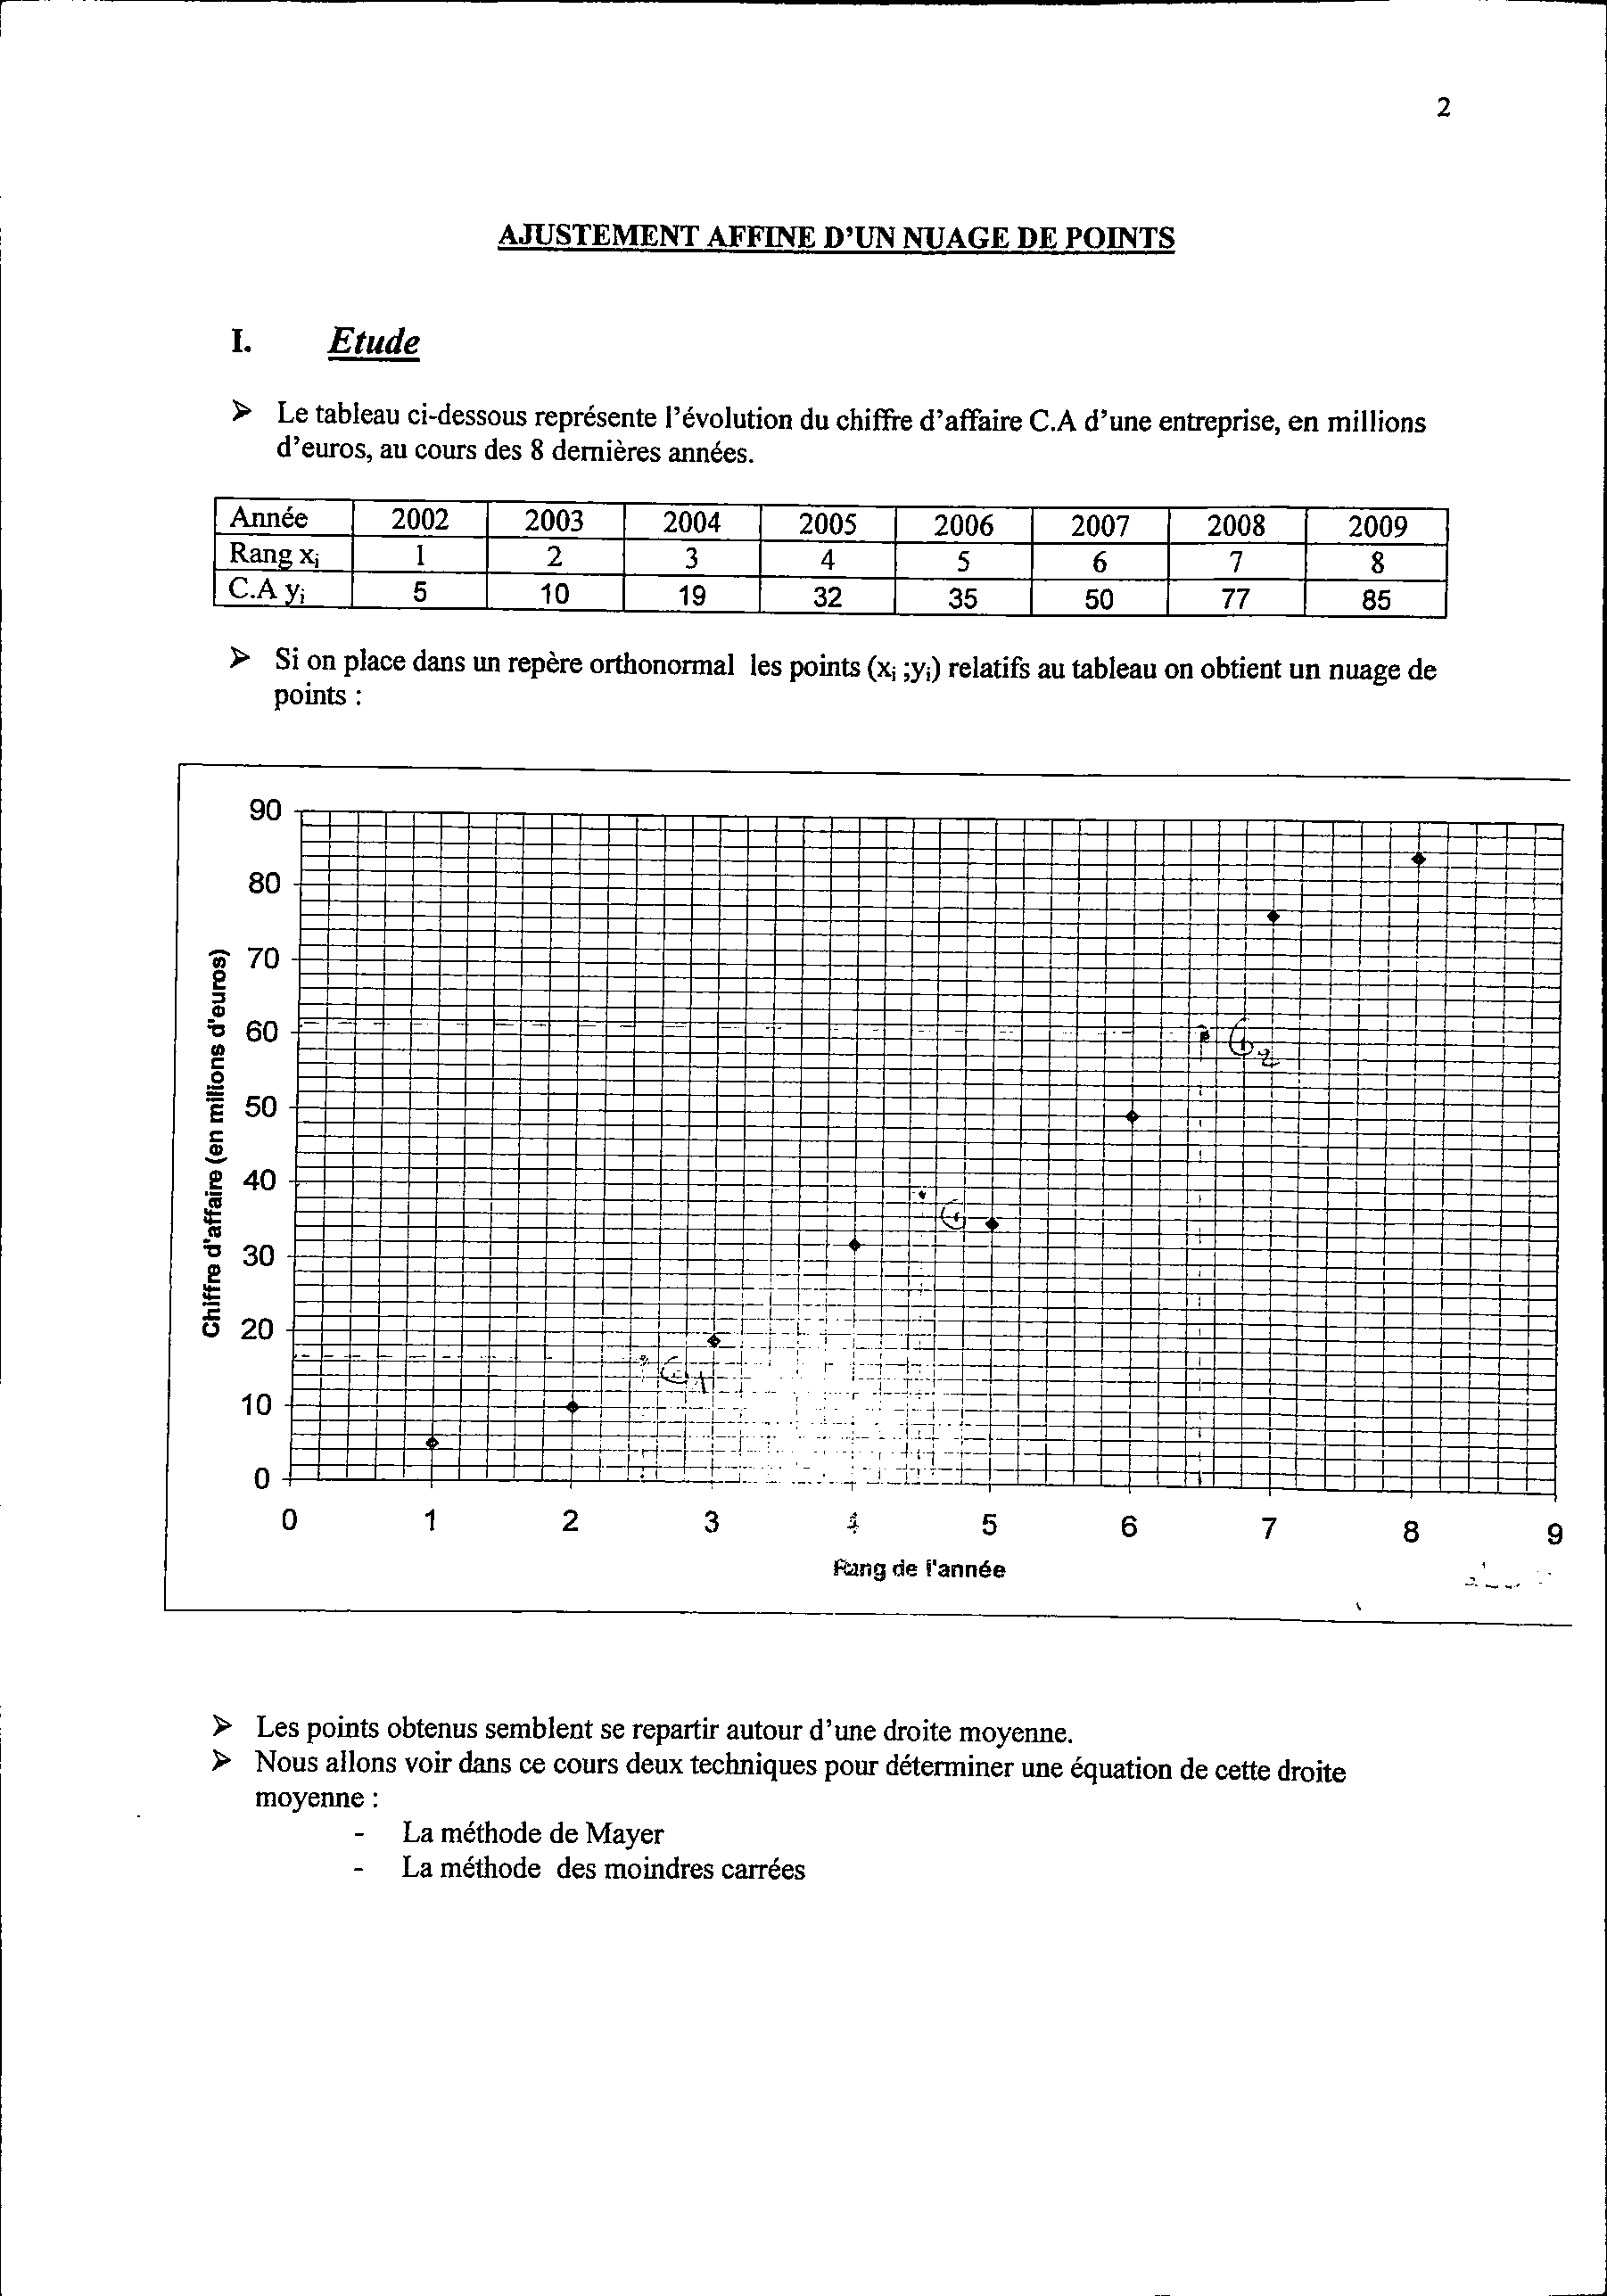 2
AJUSTEMENT AFFINE D'UN NUAGE DE POINTS
I. Etude
➤ Le tableau ci-dessous représente l'évolution du chiffre d'affaire C.A d'une entreprise, en millions
d'euros, au cours des 8 dernières années.
Année 2002 2003 2004 2005 2006 2007 2008 2009
Rang xi 1 2 3 4 5 6 7 8
C.A yi 5 10 19 32 35 50 77 85
➤ Si on place dans un repère orthonormal les points (xi ;yi) relatifs au tableau on obtient un nuage de
points :
Chiffre d'affaire (en millions d'euros)
90
80
70
60
50
40
30
20
10
0
G2
G
G1
0 1 2 3 4 5 6 7 8 9
Rang de l'année
➤ Les points obtenus semblent se repartir autour d'une droite moyenne.
➤ Nous allons voir dans ce cours deux techniques pour déterminer une équation de cette droite
moyenne :
- La méthode de Mayer
- La méthode des moindres carrées